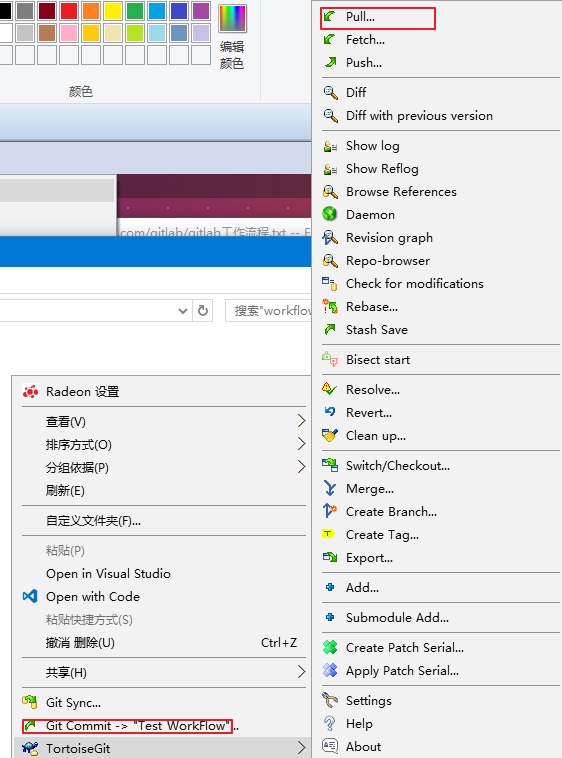 编辑
颜色
颜色
com/gitlab/gitlab工作流程.txt -- F
搜索"workflow
Radeon 设置
查看(V)
排序方式(O)
分组依据(P)
刷新(E)
自定义文件夹(F)...
粘贴(P)
Open in Visual Studio
Open with Code
粘贴快捷方式(S)
撤消 删除(U) Ctrl+Z
共享(H)
Git Sync...
Git Commit -> "Test WorkFlow"..
TortoiseGit
Pull...
Fetch...
Push...
Diff
Diff with previous version
Show log
Show Reflog
Browse References
Daemon
Revision graph
Repo-browser
Check for modifications
Rebase...
Stash Save
Bisect start
Resolve...
Revert...
Clean up...
Switch/Checkout...
Merge...
Create Branch...
Create Tag...
Export...
Add...
Submodule Add...
Create Patch Serial...
Apply Patch Serial...
Settings
Help
About